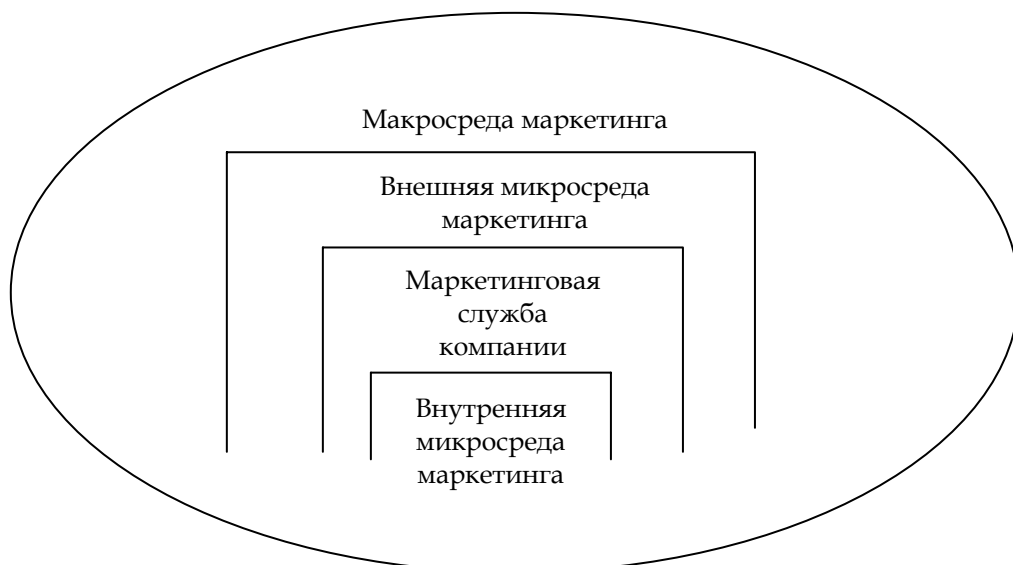 Макросреда маркетинга
Внешняя микросреда
маркетинга
Маркетинговая
служба
компании
Внутренняя
микросреда
маркетинга